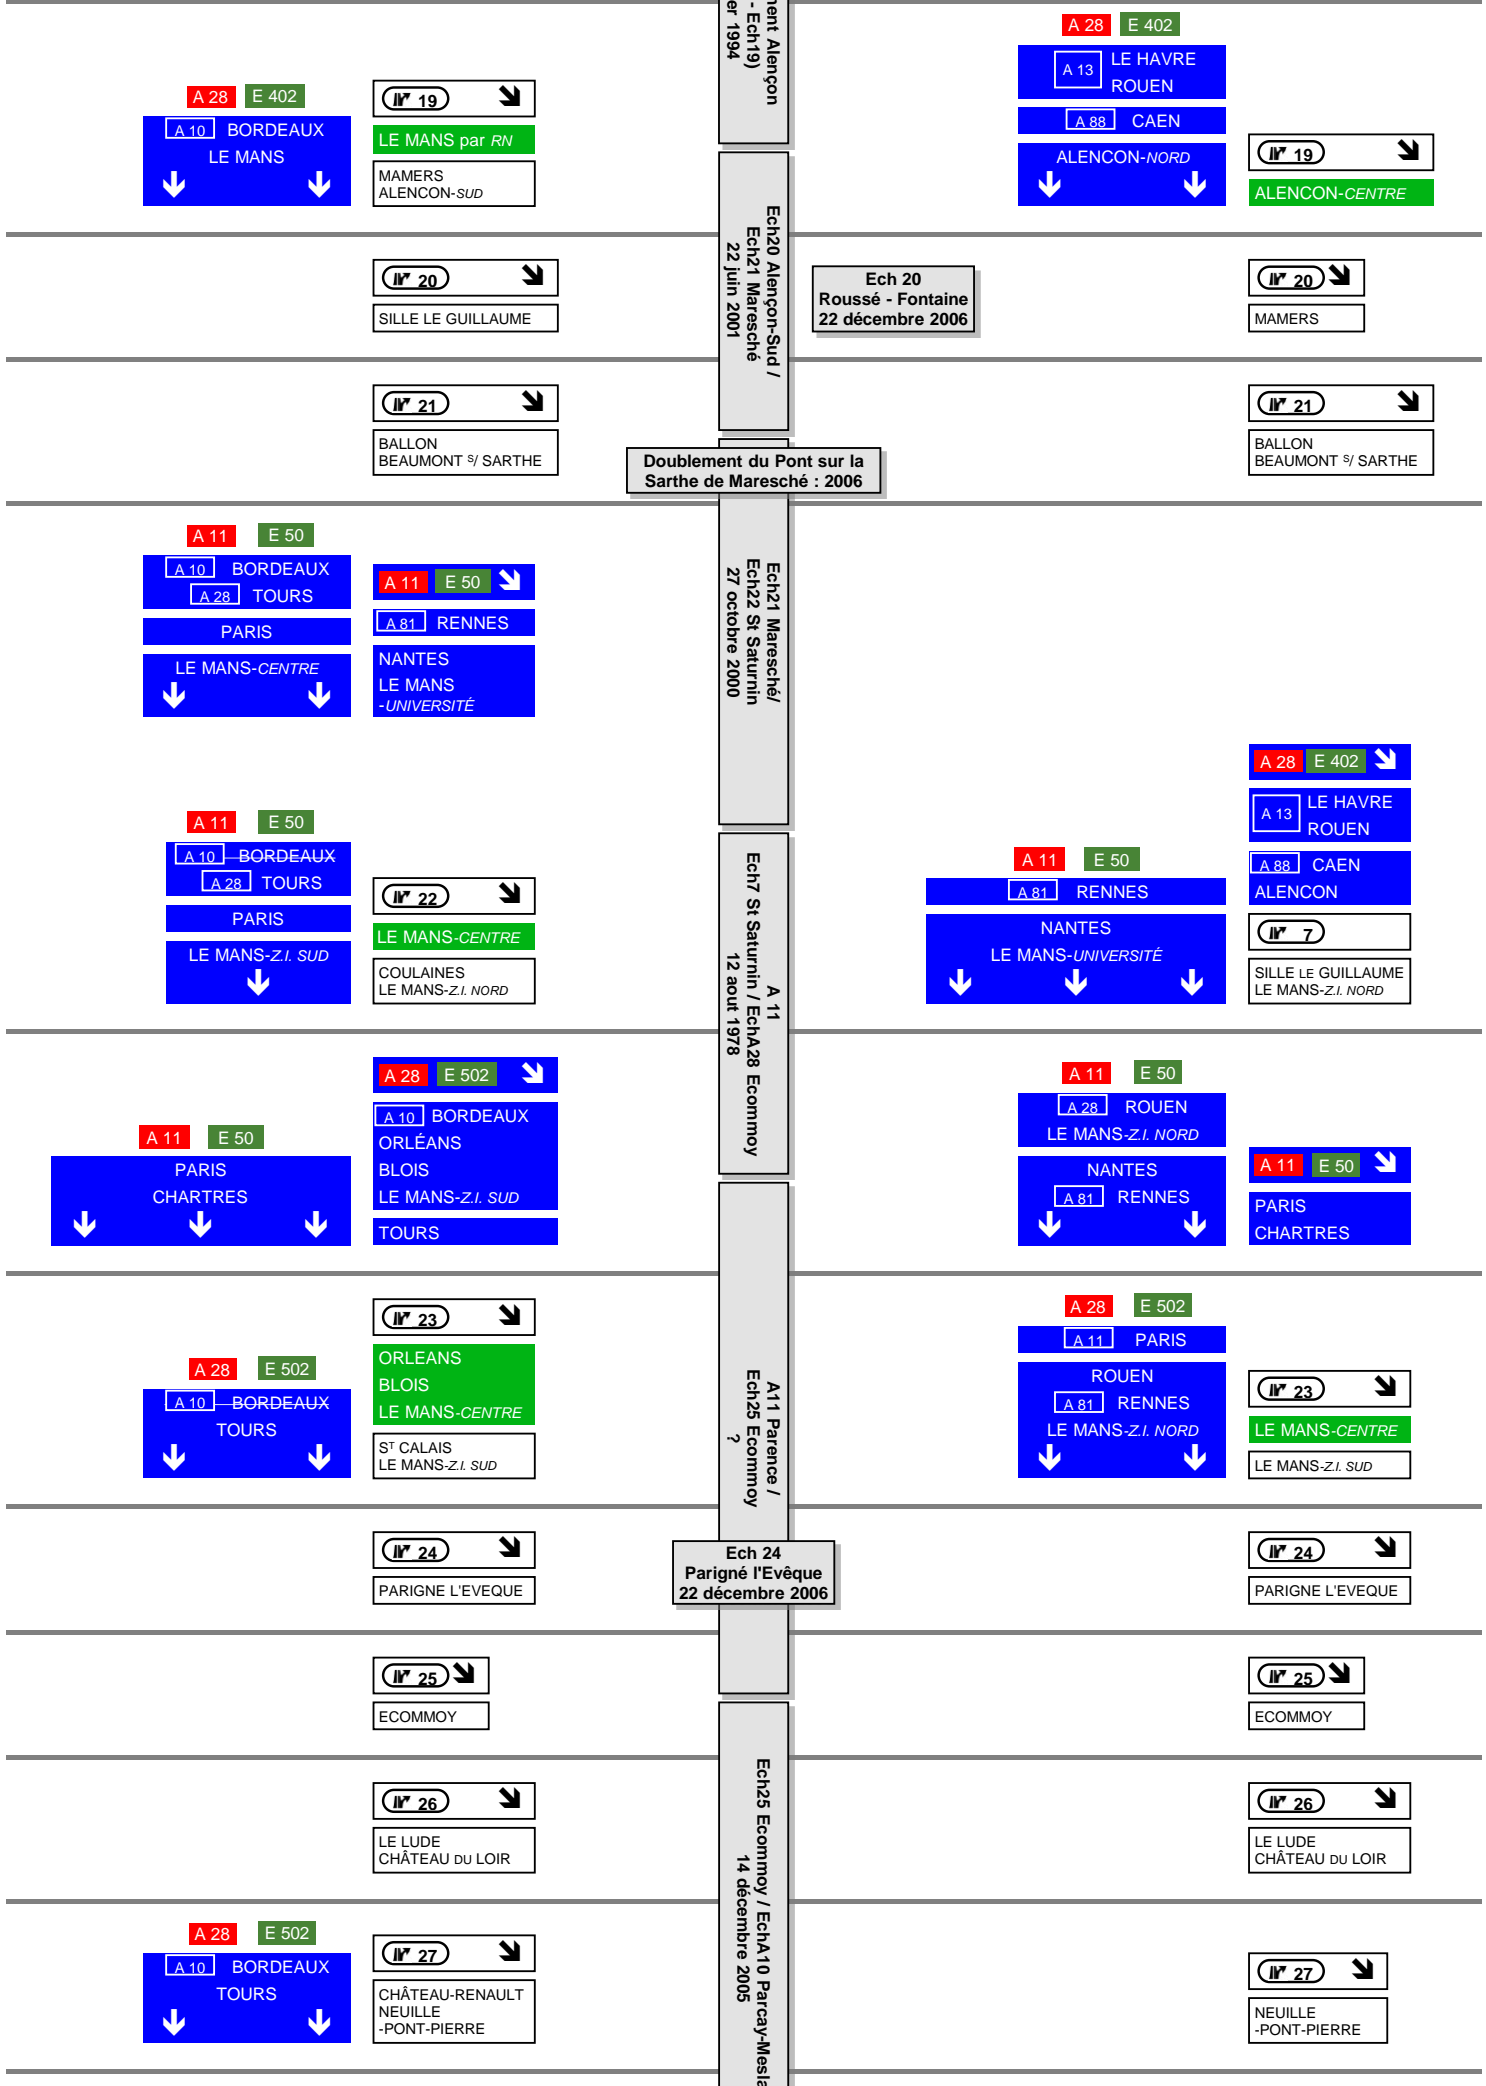 A 28 E 402
A 10 BORDEAUX
LE MANS
19
LE MANS par RN
MAMERS
ALENCON-SUD
Alençon
- Ech19)
1994
A 28 E 402
A 13 LE HAVRE
ROUEN
A 88 CAEN
ALENCON-NORD
19
ALENCON-CENTRE
20
SILLE LE GUILLAUME
Ech20 Alençon-Sud /
Ech21 Maresché
22 juin 2001
Ech 20
Roussé - Fontaine
22 décembre 2006
20
MAMERS
21
BALLON
BEAUMONT S/ SARTHE
Doublement du Pont sur la
Sarthe de Maresché : 2006
21
BALLON
BEAUMONT S/ SARTHE
A 11 E 50
A 10 BORDEAUX
A 28 TOURS
PARIS
LE MANS-CENTRE
A 11 E 50
A 81 RENNES
NANTES
LE MANS
-UNIVERSITÉ
Ech21 Maresché/
Ech22 St Saturnin
27 octobre 2000
A 11 E 50
A 10 BORDEAUX
A 28 TOURS
PARIS
LE MANS-Z.I. SUD
22
LE MANS-CENTRE
COULAINES
LE MANS-Z.I. NORD
A 11
Ech7 St Saturnin / EchA28 Ecommoy
12 aout 1978
A 11 E 50
A 81 RENNES
NANTES
LE MANS-UNIVERSITÉ
A 28 E 402
A 13 LE HAVRE
ROUEN
A 88 CAEN
ALENCON
7
SILLE LE GUILLAUME
LE MANS-Z.I. NORD
A 11 E 50
PARIS
CHARTRES
A 28 E 502
A 10 BORDEAUX
ORLÉANS
BLOIS
LE MANS-Z.I. SUD
TOURS
A 11 E 50
A 28 ROUEN
LE MANS-Z.I. NORD
NANTES
A 81 RENNES
A 11 E 50
PARIS
CHARTRES
A 28 E 502
A 10 BORDEAUX
TOURS
23
ORLEANS
BLOIS
LE MANS-CENTRE
ST CALAIS
LE MANS-Z.I. SUD
A11 Parence /
Ech25 Ecommoy
?
A 28 E 502
A 11 PARIS
ROUEN
A 81 RENNES
LE MANS-Z.I. NORD
23
LE MANS-CENTRE
LE MANS-Z.I. SUD
24
PARIGNE L'EVEQUE
Ech 24
Parigné l'Evêque
22 décembre 2006
24
PARIGNE L'EVEQUE
25
ECOMMOY
25
ECOMMOY
26
LE LUDE
CHÂTEAU DU LOIR
Ech25 Ecommoy / EchA10 Parcay-Mesla
14 décembre 2005
26
LE LUDE
CHÂTEAU DU LOIR
A 28 E 502
A 10 BORDEAUX
TOURS
27
CHÂTEAU-RENAULT
NEUILLE
-PONT-PIERRE
27
NEUILLE
-PONT-PIERRE